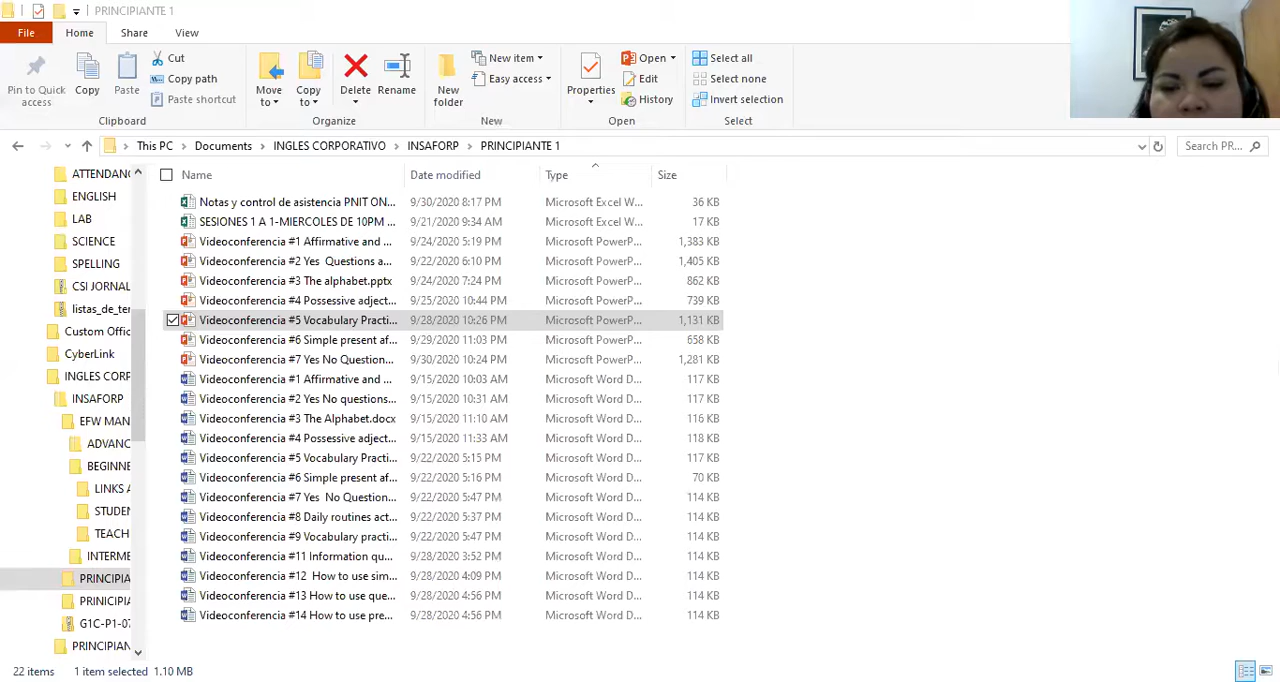 PRINCIPIANTE 1
File Home Share View
Pin to Quick access
Copy
Paste
Cut
Copy path
Paste shortcut
Clipboard
Move to
Copy to
Delete
Rename
Organize
New folder
New item
Easy access
New
Properties
Open
Edit
History
Open
Select all
Select none
Invert selection
Select
This PC Documents INGLES CORPORATIVO INSAFORP PRINCIPIANTE 1
Search PR...
ATTENDANC
ENGLISH
LAB
SCIENCE
SPELLING
CSI JORNAL
listas_de_ter
Custom Offic
CyberLink
INGLES CORP
INSAFORP
EFW MAN
ADVANC
BEGINNE
LINKS A
STUDEN
TEACH
INTERME
PRINCIPIA
PRINICIPIA
G1C-P1-07
PRINCIPIAN
Name Date modified Type Size
Notas y control de asistencia PNIT ON... 9/30/2020 8:17 PM Microsoft Excel W... 36 KB
SESIONES 1 A 1-MIERCOLES DE 10PM ... 9/21/2020 9:34 AM Microsoft Excel W... 17 KB
Videoconferencia #1 Affirmative and ... 9/24/2020 5:19 PM Microsoft PowerP... 1,383 KB
Videoconferencia #2 Yes Questions a... 9/22/2020 6:10 PM Microsoft PowerP... 1,405 KB
Videoconferencia #3 The alphabet.pptx 9/24/2020 7:24 PM Microsoft PowerP... 862 KB
Videoconferencia #4 Possessive adject... 9/25/2020 10:44 PM Microsoft PowerP... 739 KB
Videoconferencia #5 Vocabulary Practi... 9/28/2020 10:26 PM Microsoft PowerP... 1,131 KB
Videoconferencia #6 Simple present af... 9/29/2020 11:03 PM Microsoft PowerP... 658 KB
Videoconferencia #7 Yes No Question... 9/30/2020 10:24 PM Microsoft PowerP... 1,281 KB
Videoconferencia #1 Affirmative and ... 9/15/2020 10:03 AM Microsoft Word D... 117 KB
Videoconferencia #2 Yes No questions... 9/15/2020 10:31 AM Microsoft Word D... 117 KB
Videoconferencia #3 The Alphabet.docx 9/15/2020 11:10 AM Microsoft Word D... 116 KB
Videoconferencia #4 Possessive adject... 9/15/2020 11:33 AM Microsoft Word D... 118 KB
Videoconferencia #5 Vocabulary Practi... 9/22/2020 5:15 PM Microsoft Word D... 117 KB
Videoconferencia #6 Simple present af... 9/22/2020 5:16 PM Microsoft Word D... 70 KB
Videoconferencia #7 Yes No Question... 9/22/2020 5:47 PM Microsoft Word D... 114 KB
Videoconferencia #8 Daily routines act... 9/22/2020 5:37 PM Microsoft Word D... 114 KB
Videoconferencia #9 Vocabulary practi... 9/22/2020 5:47 PM Microsoft Word D... 114 KB
Videoconferencia #11 Information qu... 9/28/2020 3:52 PM Microsoft Word D... 114 KB
Videoconferencia #12 How to use sim... 9/28/2020 4:09 PM Microsoft Word D... 114 KB
Videoconferencia #13 How to use que... 9/28/2020 4:56 PM Microsoft Word D... 114 KB
Videoconferencia #14 How to use pre... 9/28/2020 4:56 PM Microsoft Word D... 114 KB
22 items 1 item selected 1.10 MB